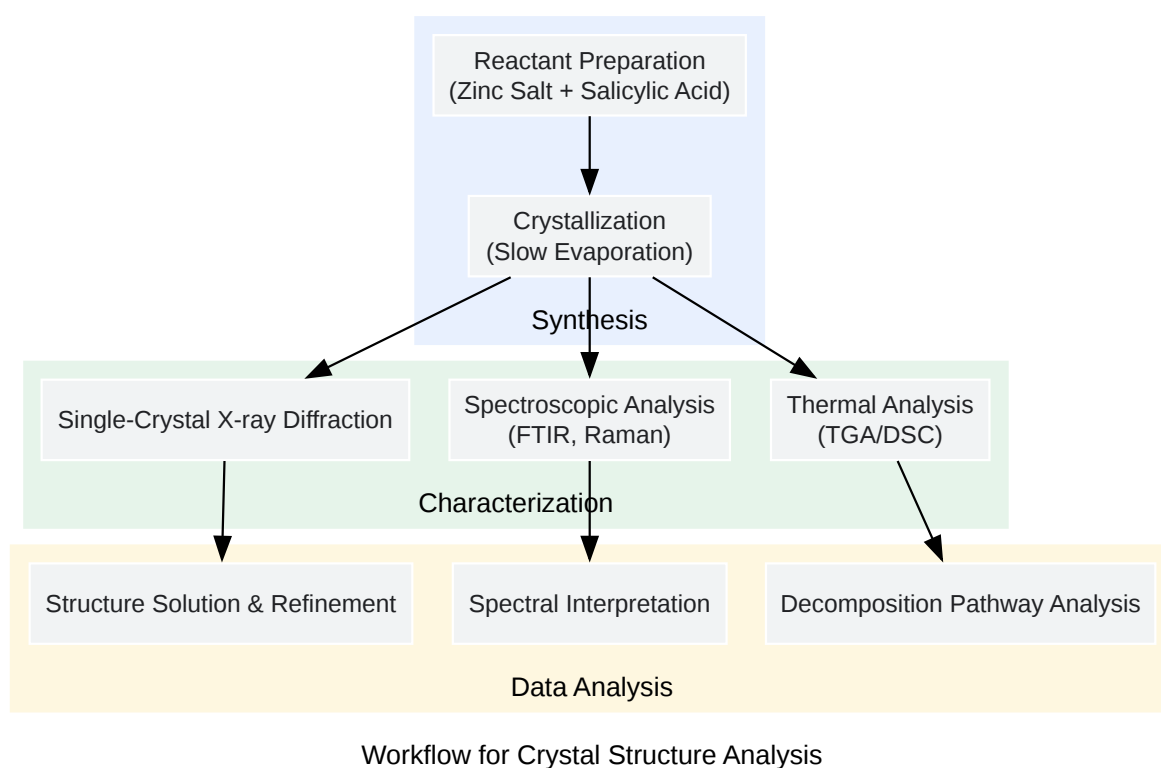 Reactant Preparation
(Zinc Salt + Salicylic Acid)
Crystallization
(Slow Evaporation)
Synthesis
Single-Crystal X-ray Diffraction
Spectroscopic Analysis
(FTIR, Raman)
Thermal Analysis
(TGA/DSC)
Characterization
Structure Solution & Refinement
Spectral Interpretation
Decomposition Pathway Analysis
Data Analysis
Workflow for Crystal Structure Analysis